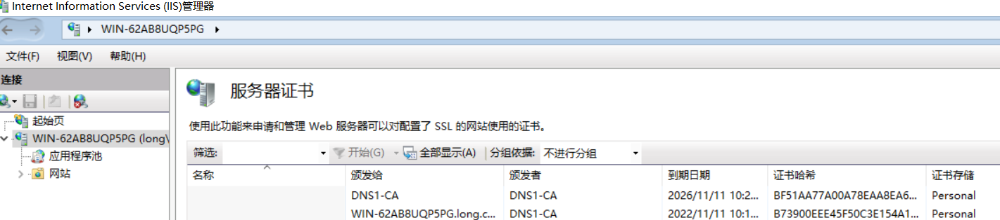 Internet Information Services (IIS)管理器
WIN-62AB8UQP5PG
文件(F) 视图(V) 帮助(H)
连接
起始页
WIN-62AB8UQP5PG (long\
应用程序池
网站
服务器证书
使用此功能来申请和管理 Web 服务器可以对配置了 SSL 的网站使用的证书。
筛选: 开始(G) 全部显示(A) 分组依据: 不进行分组
名称 颁发给 颁发者 到期日期 证书哈希 证书存储
DNS1-CA DNS1-CA 2026/11/11 10:2... BF51AA77A00A78EAA8EA6... Personal
WIN-62AB8UQP5PG.long.c... DNS1-CA 2022/11/11 10:1... B73900EEE45F50C3E154A1... Personal